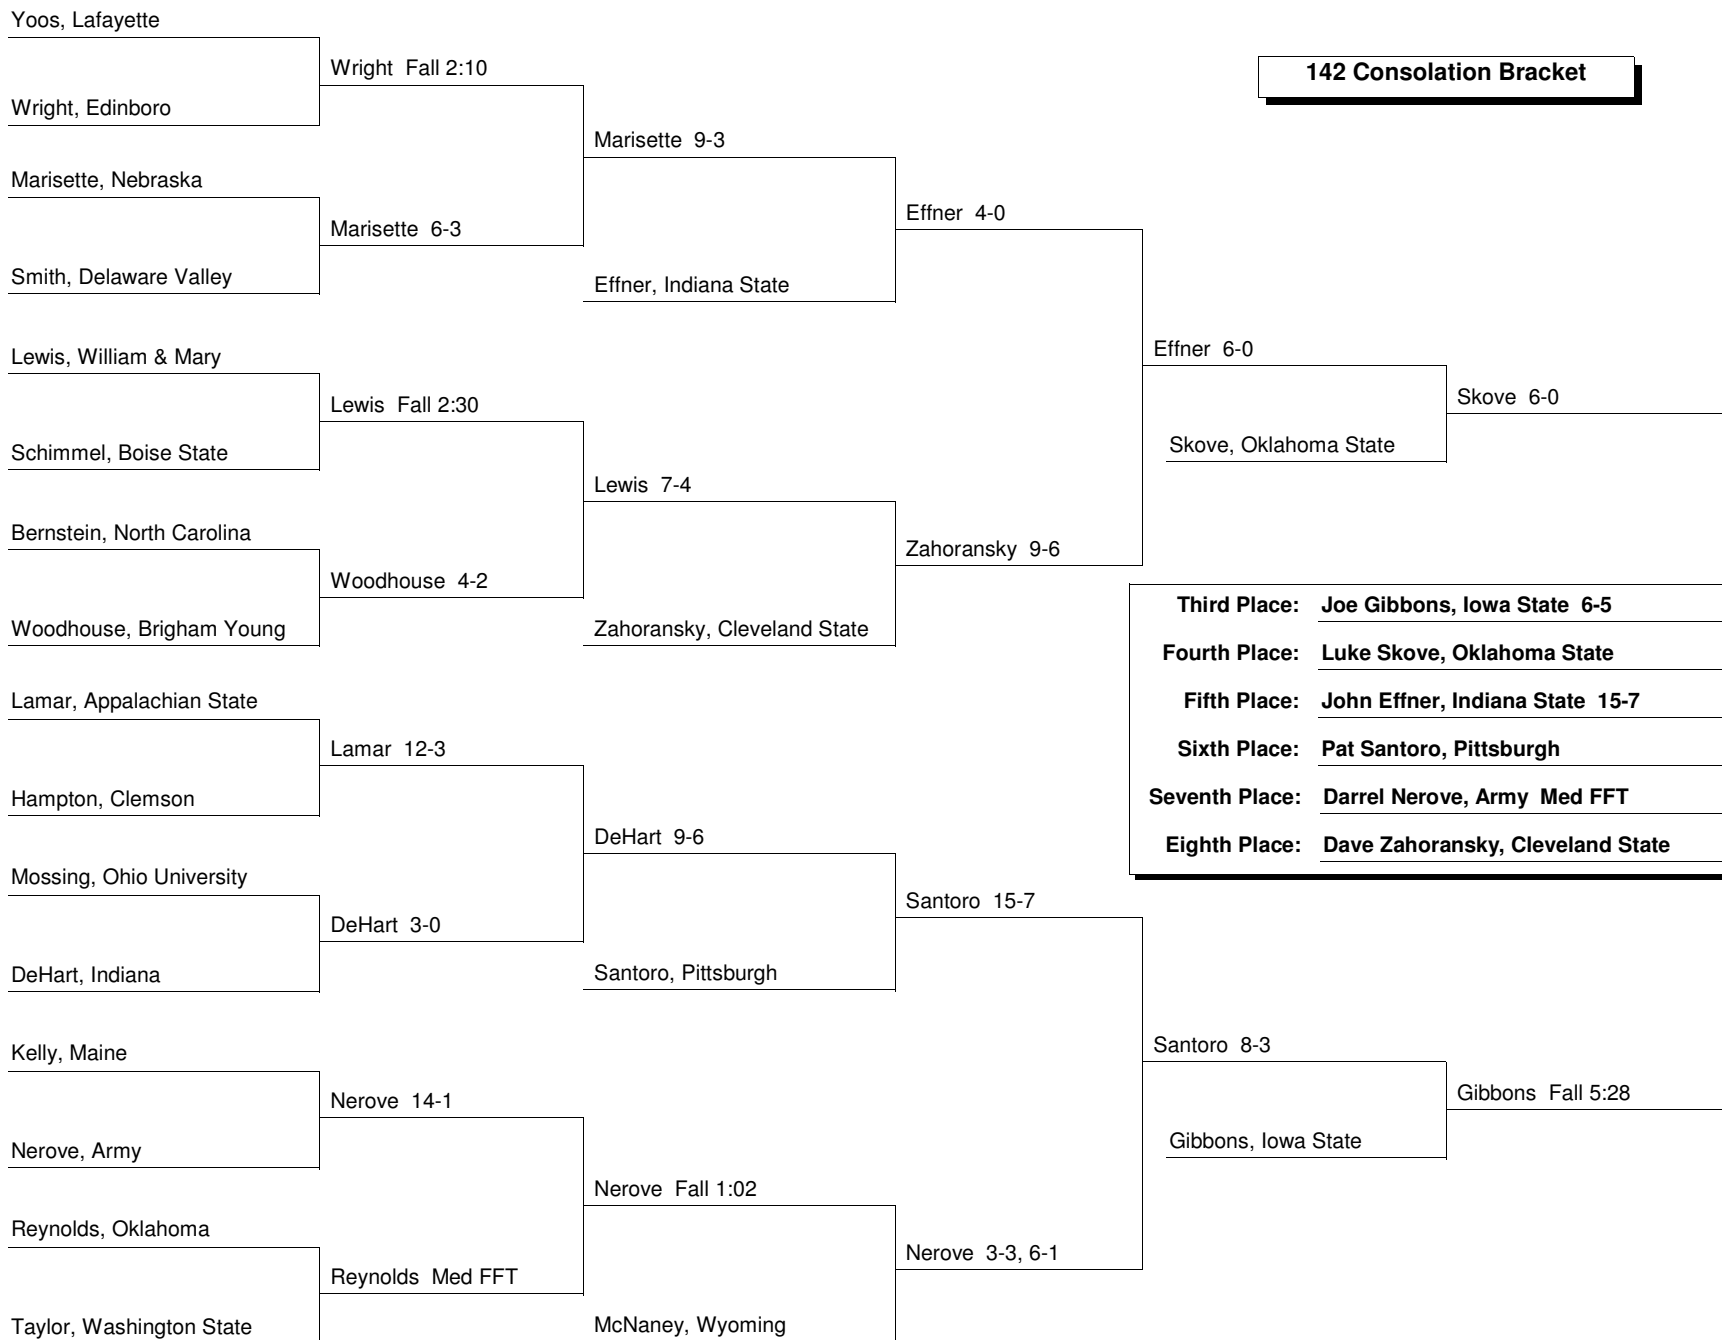 Yoos, Lafayette
Wright  Fall 2:10
142 Consolation Bracket
Wright, Edinboro
Marisette  9-3
Marisette, Nebraska
Effner  4-0
Marisette  6-3
Smith, Delaware Valley
Effner, Indiana State
Effner  6-0
Lewis, William & Mary
Skove  6-0
Lewis  Fall 2:30
Skove, Oklahoma State
Schimmel, Boise State
Lewis  7-4
Bernstein, North Carolina
Zahoransky  9-6
Woodhouse  4-2
Third Place: Joe Gibbons, Iowa State  6-5
Woodhouse, Brigham Young
Zahoransky, Cleveland State
Fourth Place: Luke Skove, Oklahoma State
Lamar, Appalachian State
Fifth Place: John Effner, Indiana State  15-7
Lamar  12-3
Sixth Place: Pat Santoro, Pittsburgh
Hampton, Clemson
Seventh Place: Darrel Nerove, Army  Med FFT
DeHart  9-6
Eighth Place: Dave Zahoransky, Cleveland State
Mossing, Ohio University
Santoro  15-7
DeHart  3-0
DeHart, Indiana
Santoro, Pittsburgh
Kelly, Maine
Santoro  8-3
Nerove  14-1
Gibbons  Fall 5:28
Nerove, Army
Gibbons, Iowa State
Nerove  Fall 1:02
Reynolds, Oklahoma
Nerove  3-3, 6-1
Reynolds  Med FFT
Taylor, Washington State
McNaney, Wyoming